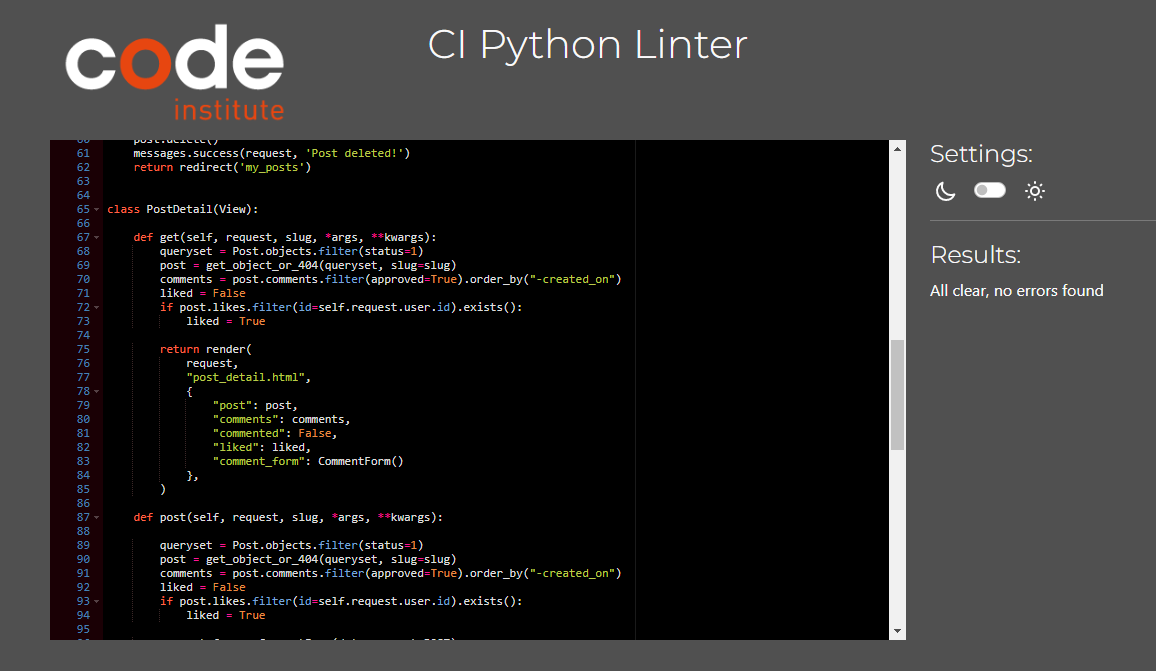 code
institute
CI Python Linter
60 post.delete()
61 messages.success(request, 'Post deleted!')
62 return redirect('my_posts')
63
64
65 class PostDetail(View):
66
67 def get(self, request, slug, *args, **kwargs):
68 queryset = Post.objects.filter(status=1)
69 post = get_object_or_404(queryset, slug=slug)
70 comments = post.comments.filter(approved=True).order_by("-created_on")
71 liked = False
72 if post.likes.filter(id=self.request.user.id).exists():
73 liked = True
74
75 return render(
76 request,
77 "post_detail.html",
78 {
79 "post": post,
80 "comments": comments,
81 "commented": False,
82 "liked": liked,
83 "comment_form": CommentForm()
84 },
85 )
86
87 def post(self, request, slug, *args, **kwargs):
88
89 queryset = Post.objects.filter(status=1)
90 post = get_object_or_404(queryset, slug=slug)
91 comments = post.comments.filter(approved=True).order_by("-created_on")
92 liked = False
93 if post.likes.filter(id=self.request.user.id).exists():
94 liked = True
95
Settings:
Results:
All clear, no errors found